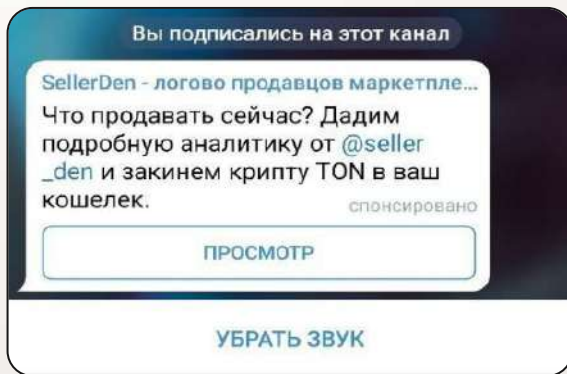 Вы подписались на этот канал
SellerDen - логово продавцов маркетпле...
Что продавать сейчас? Дадим
подробную аналитику от @seller
_den и закинем крипту TON в ваш
кошелек.
спонсировано
ПРОСМОТР
УБРАТЬ ЗВУК